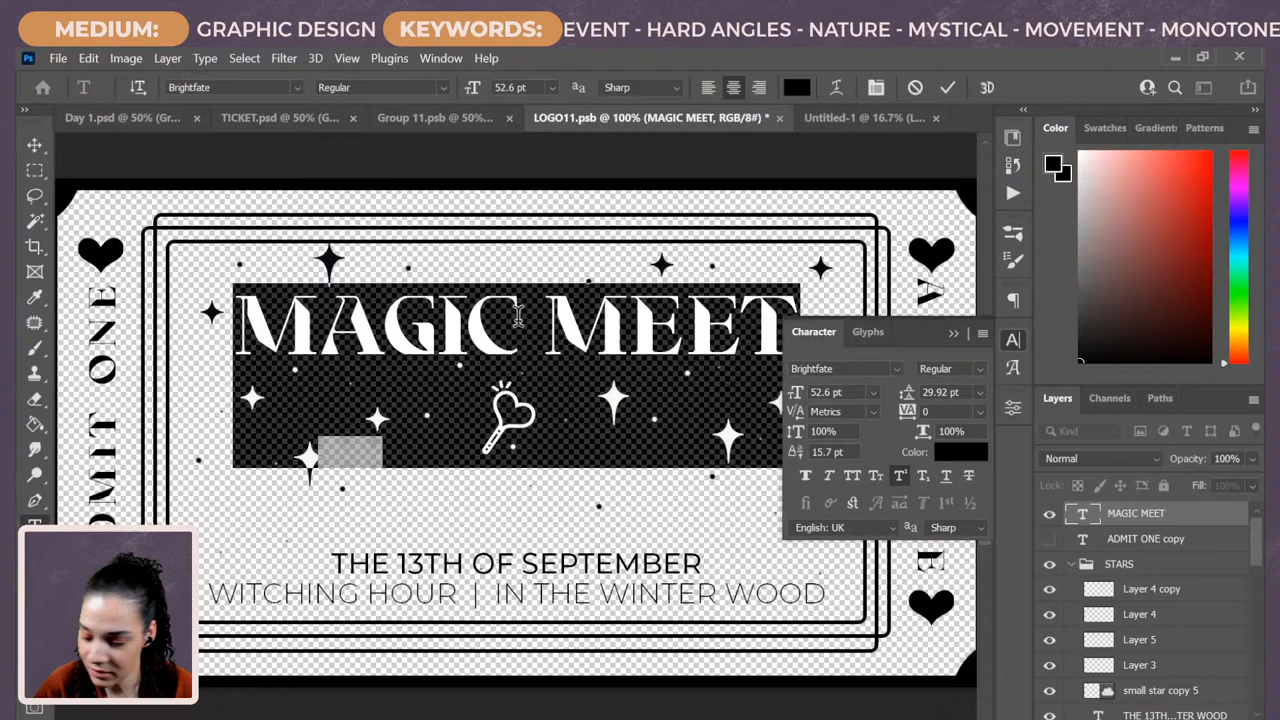 MEDIUM: GRAPHIC DESIGN KEYWORDS: EVENT - HARD ANGLES - NATURE - MYSTICAL - MOVEMENT - MONOTONE
Ps File Edit Image Layer Type Select Filter 3D View Plugins Window Help
T Brightfate Regular 52.6 pt aa Sharp 3D
Day 1.psd @ 50% (Gr... × TICKET.psd @ 50% (G... × Group 11.psb @ 50%... × LOGO11.psb @ 100% (MAGIC MEET, RGB/8#) * × Untitled-1 @ 16.7% (L... ×
Color Swatches Gradients Patterns
MAGIC MEET
THE 13TH OF SEPTEMBER
WITCHING HOUR | IN THE WINTER WOOD
OMIT ONE
A
E
Character Glyphs
Brightfate Regular
52.6 pt 29.92 pt
Metrics 0
100% 100%
15.7 pt Color:
English: UK aa Sharp
Layers Channels Paths
Kind
Normal Opacity: 100%
Lock: Fill: 100%
MAGIC MEET
ADMIT ONE copy
STARS
Layer 4 copy
Layer 4
Layer 5
Layer 3
small star copy 5
THE 13TH...TER WOOD